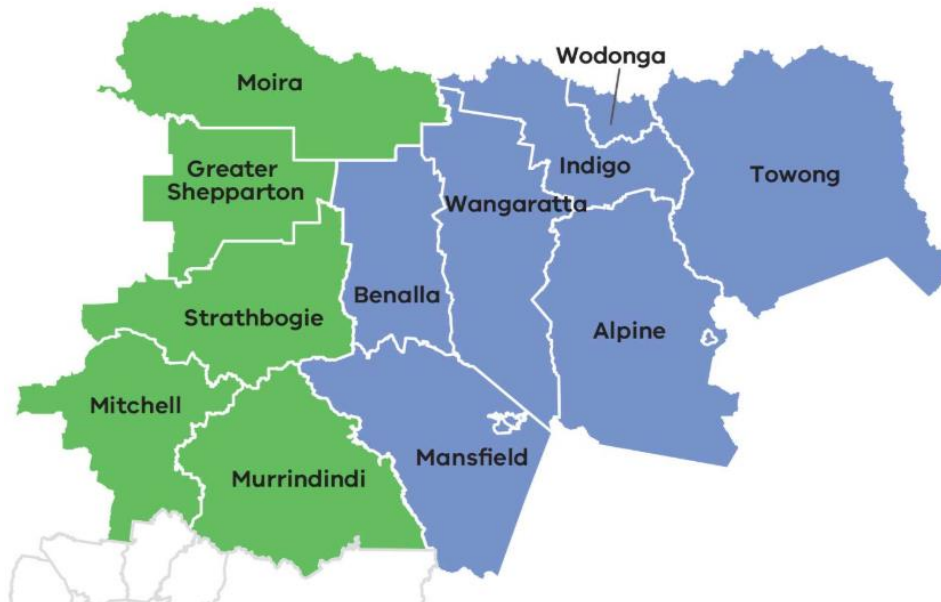 Wodonga
Moira
Greater
Shepparton
Indigo
Towong
Wangaratta
Benalla
Strathbogie
Alpine
Mitchell
Mansfield
Murrindindi